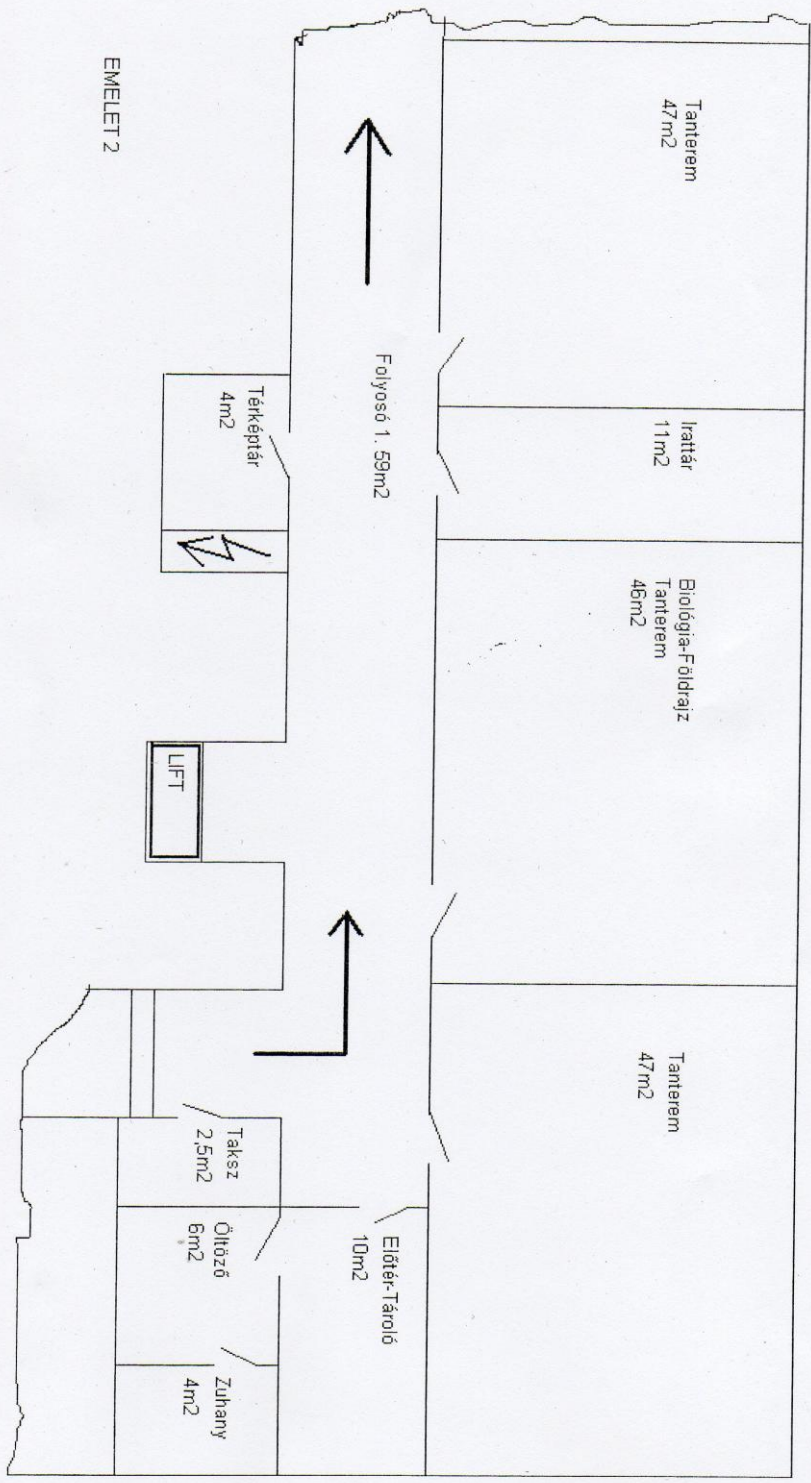 Tanterem
47m2
Irattár
11m2
Biológia-Földrajz
Tanterem
46m2
Tanterem
47m2
Folyosó 1. 59m2
Előtér-Tároló
10m2
Térképtár
4m2
LIFT
Taksz
2,5m2
Öltöző
6m2
Zuhany
4m2
EMELET 2